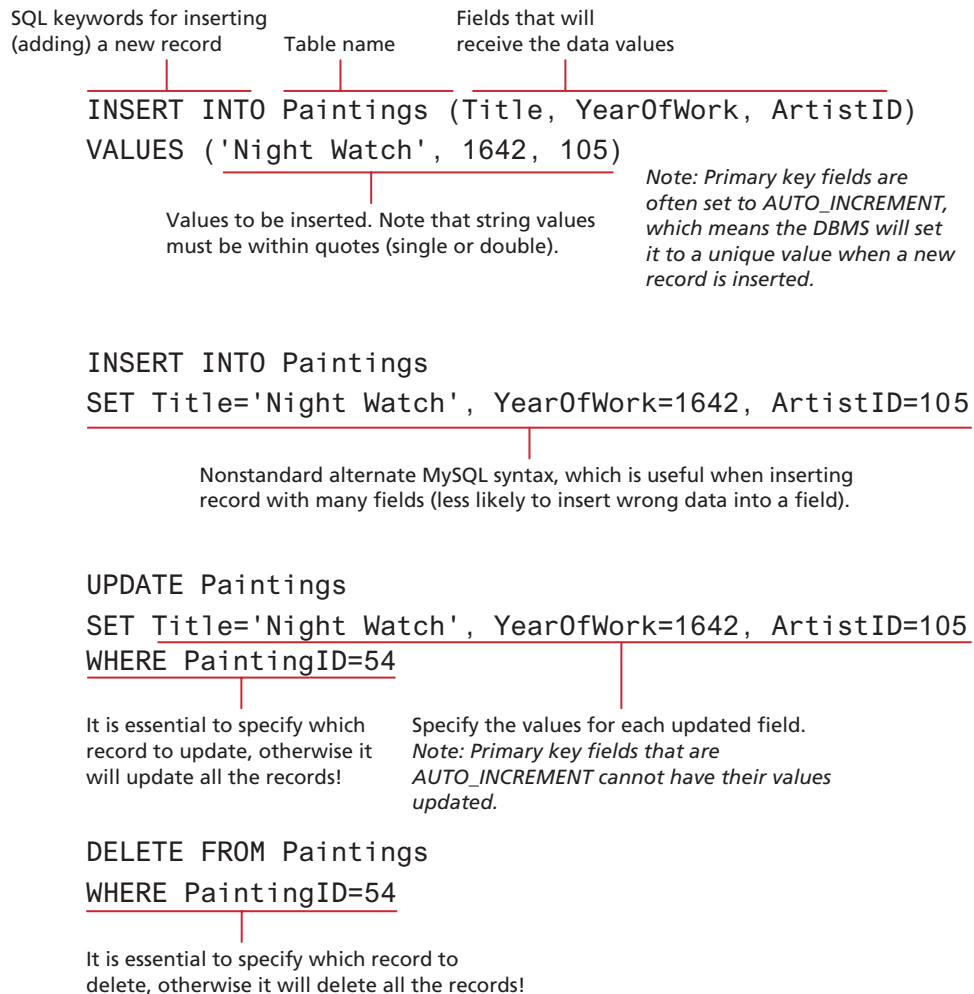 SQL keywords for inserting
(adding) a new record
Table name
Fields that will
receive the data values
INSERT INTO Paintings (Title, YearOfWork, ArtistID)
VALUES ('Night Watch', 1642, 105)
Values to be inserted. Note that string values
must be within quotes (single or double).
Note: Primary key fields are
often set to AUTO_INCREMENT,
which means the DBMS will set
it to a unique value when a new
record is inserted.
INSERT INTO Paintings
SET Title='Night Watch', YearOfWork=1642, ArtistID=105
Nonstandard alternate MySQL syntax, which is useful when inserting
record with many fields (less likely to insert wrong data into a field).
UPDATE Paintings
SET Title='Night Watch', YearOfWork=1642, ArtistID=105
WHERE PaintingID=54
It is essential to specify which
record to update, otherwise it
will update all the records!
Specify the values for each updated field.
Note: Primary key fields that are
AUTO_INCREMENT cannot have their values
updated.
DELETE FROM Paintings
WHERE PaintingID=54
It is essential to specify which record to
delete, otherwise it will delete all the records!